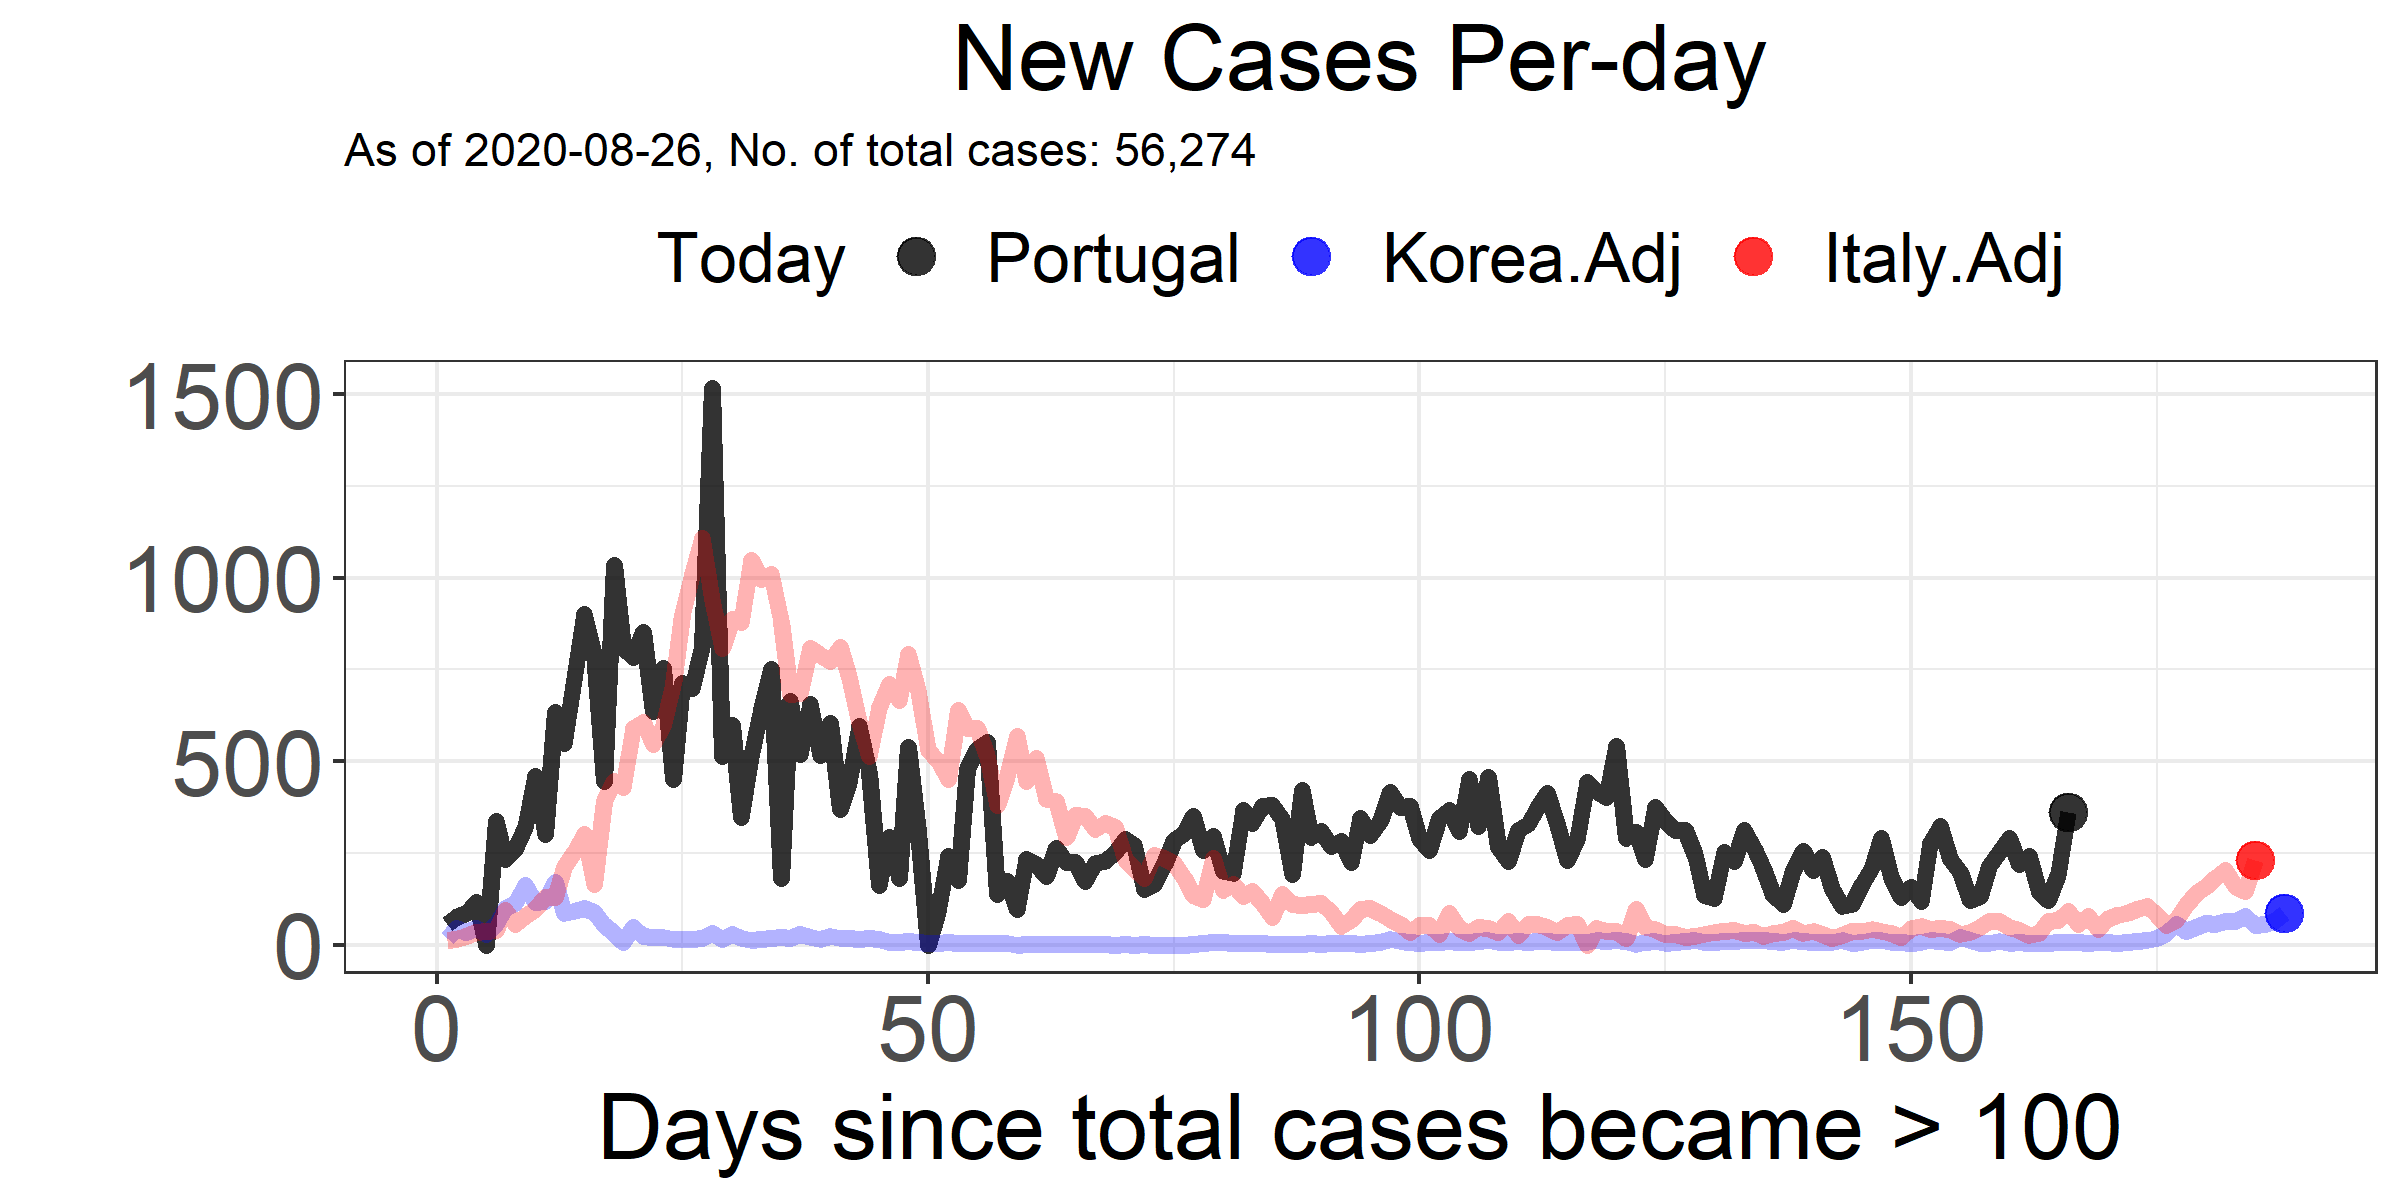 New Cases Per-day
As of 2020-08-26, No. of total cases: 56,274
Today Portugal Korea.Adj Italy.Adj
1500
1000
500
0
0 50 100 150
Days since total cases became > 100